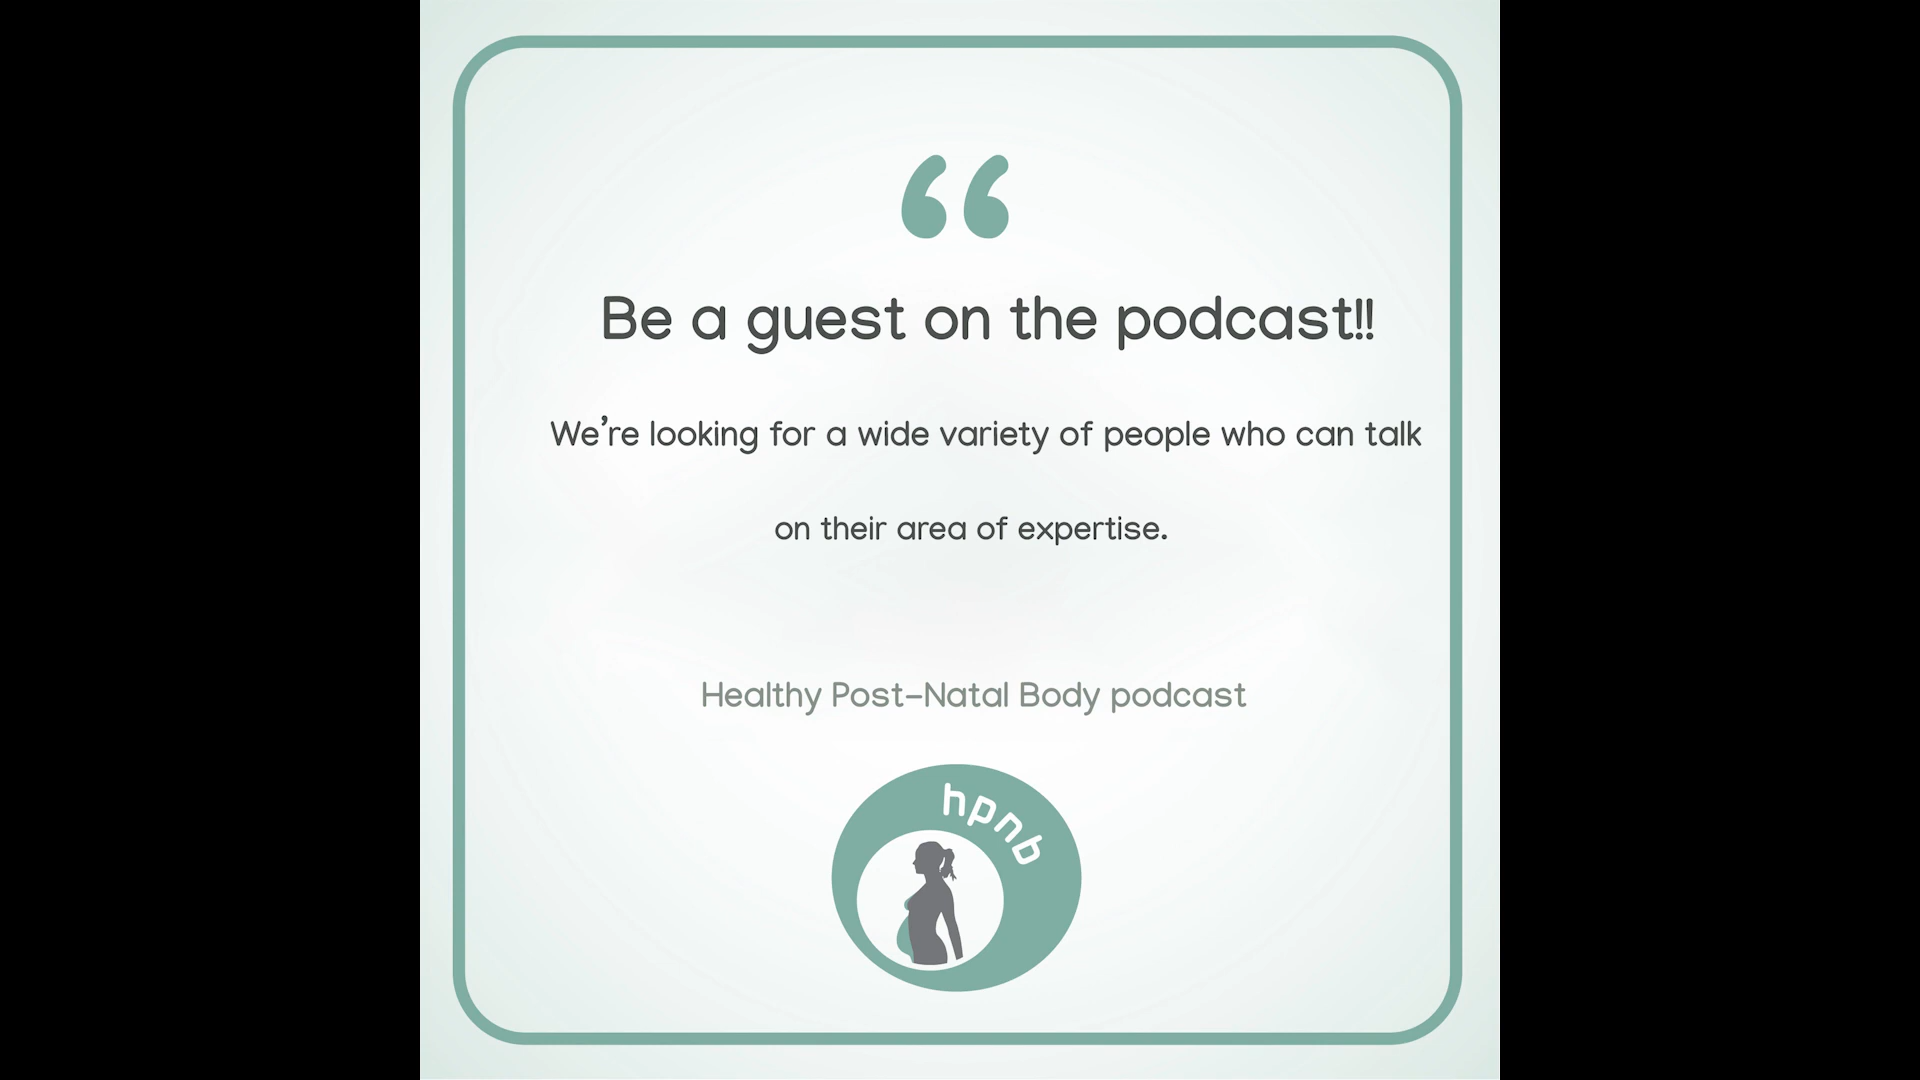 “
Be a guest on the podcast!!
We’re looking for a wide variety of people who can talk
on their area of expertise.
Healthy Post-Natal Body podcast
hpnb